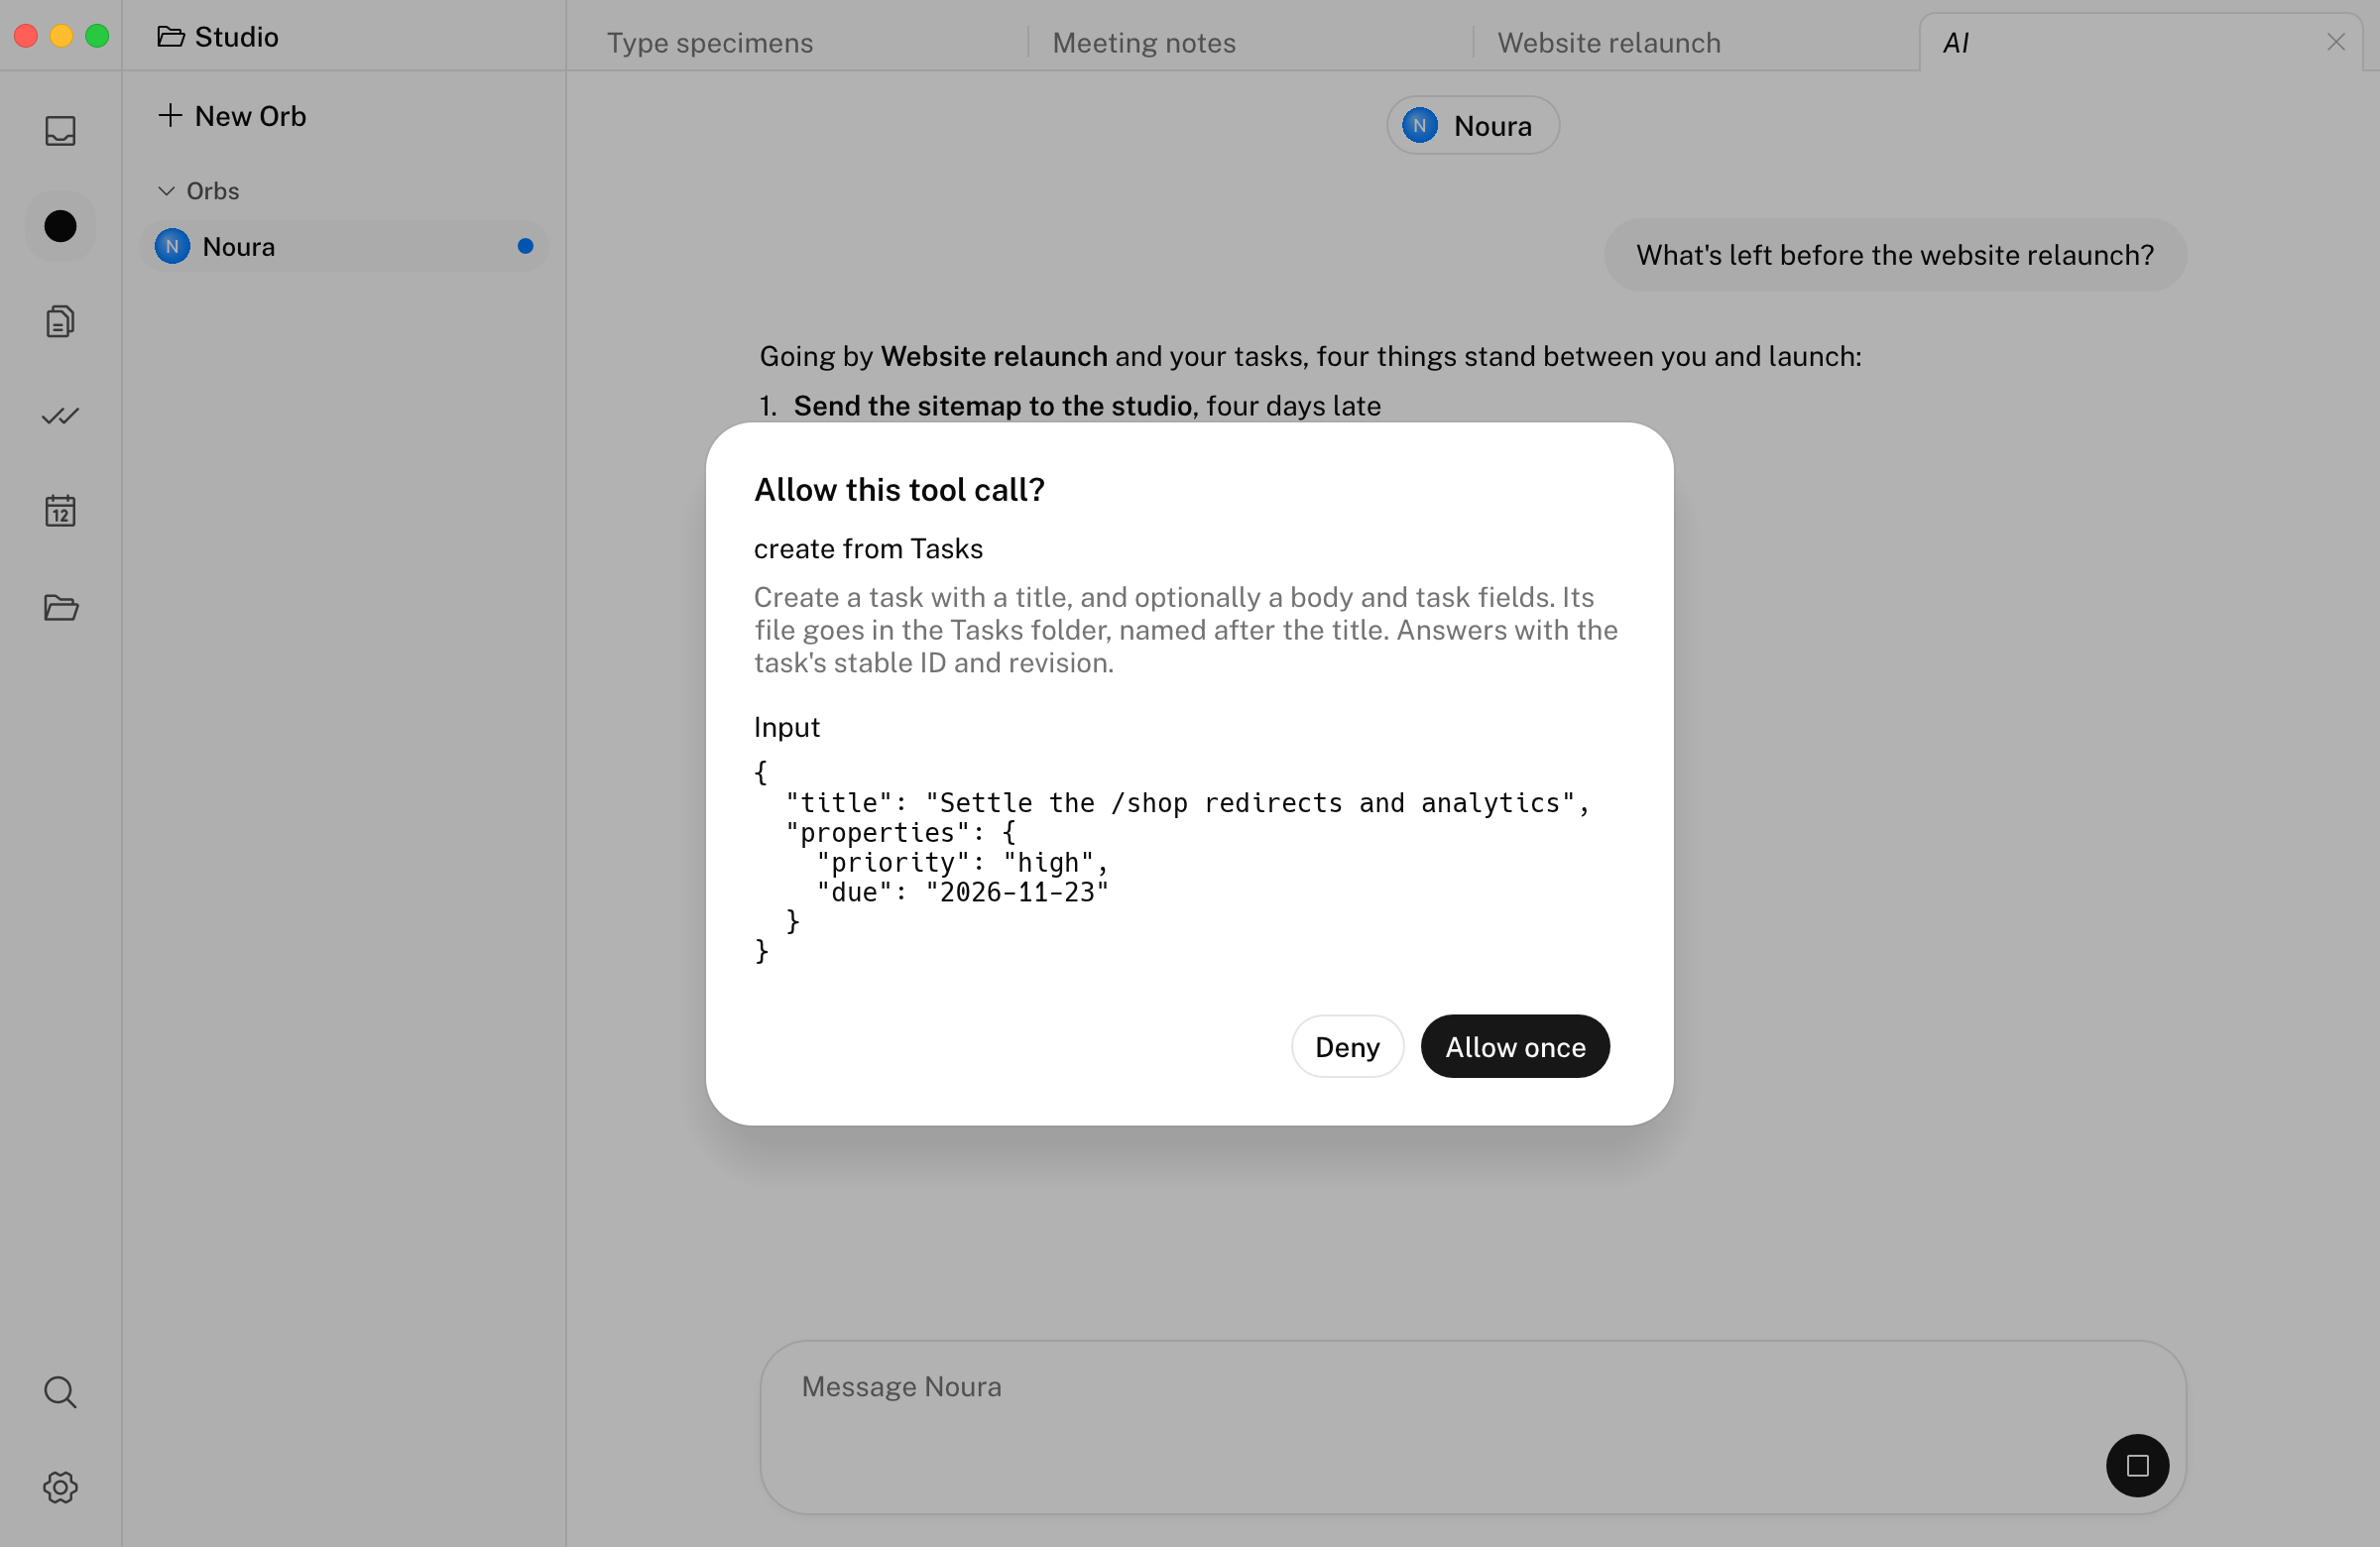 Studio
Type specimens
Meeting notes
Website relaunch
AI
New Orb
Orbs
N Noura
12
N Noura
What's left before the website relaunch?
Going by Website relaunch and your tasks, four things stand between you and launch:
1. Send the sitemap to the studio, four days late
Allow this tool call?
create from Tasks
Create a task with a title, and optionally a body and task fields. Its
file goes in the Tasks folder, named after the title. Answers with the
task's stable ID and revision.
Input
{
  "title": "Settle the /shop redirects and analytics",
  "properties": {
    "priority": "high",
    "due": "2026-11-23"
  }
}
Deny
Allow once
Message Noura